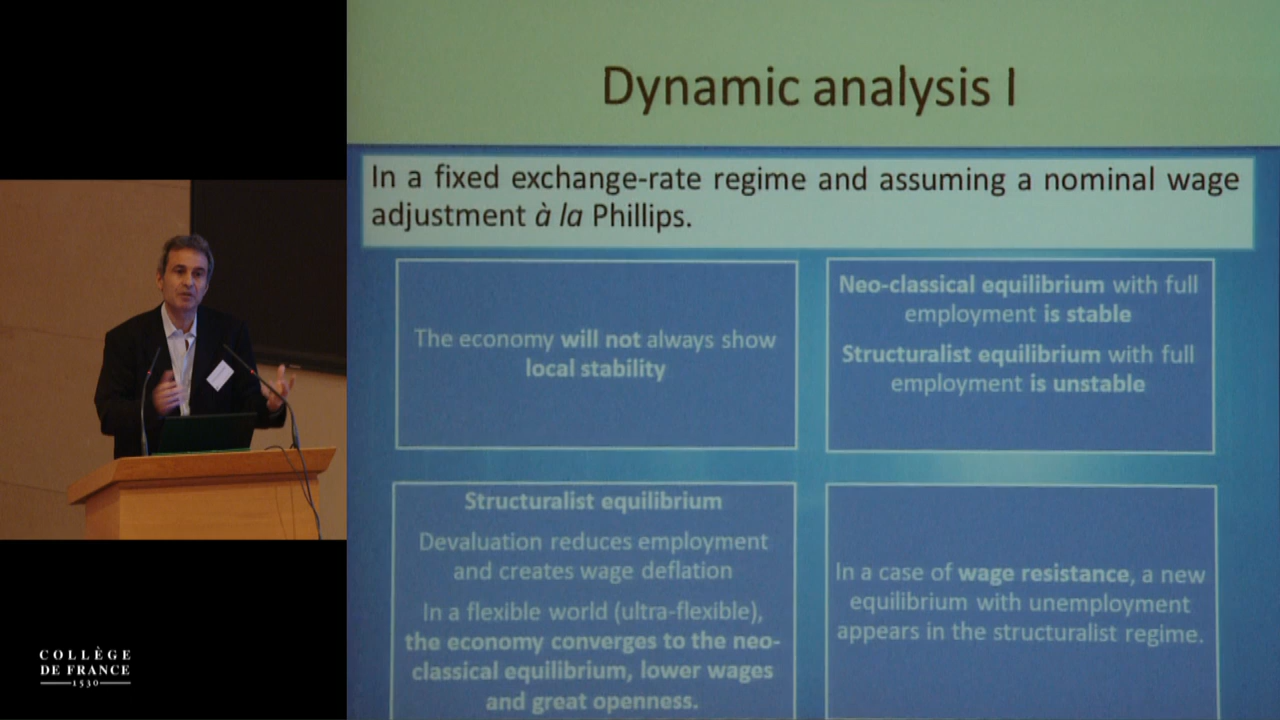 Dynamic analysis I
In a fixed exchange-rate regime and assuming a nominal wage
adjustment à la Phillips.
The economy will not always show
local stability
Neo-classical equilibrium with full
employment is stable
Structuralist equilibrium with full
employment is unstable
Structuralist equilibrium
Devaluation reduces employment
and creates wage deflation
In a flexible world (ultra-flexible),
the economy converges to the neo-
classical equilibrium, lower wages
and great openness.
In a case of wage resistance, a new
equilibrium with unemployment
appears in the structuralist regime.
COLLÈGE
DE FRANCE
1530